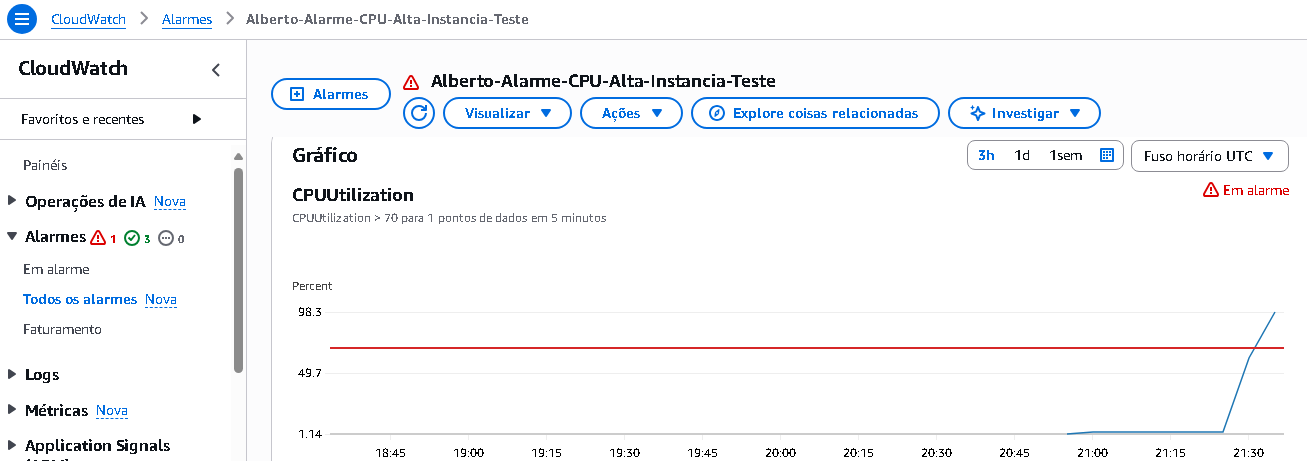 CloudWatch > Alarmes > Alberto-Alarme-CPU-Alta-Instancia-Teste
CloudWatch
Favoritos e recentes
Painéis
Operações de IA Nova
Alarmes 1 3 0
Em alarme
Todos os alarmes Nova
Faturamento
Logs
Métricas Nova
Application Signals
Alarmes
Alberto-Alarme-CPU-Alta-Instancia-Teste
Visualizar Ações Explore coisas relacionadas Investigar
Gráfico
3h 1d 1sem Fuso horário UTC
CPUUtilization
Em alarme
CPUUtilization > 70 para 1 pontos de dados em 5 minutos
Percent
98.3
49.7
1.14
18:45 19:00 19:15 19:30 19:45 20:00 20:15 20:30 20:45 21:00 21:15 21:30